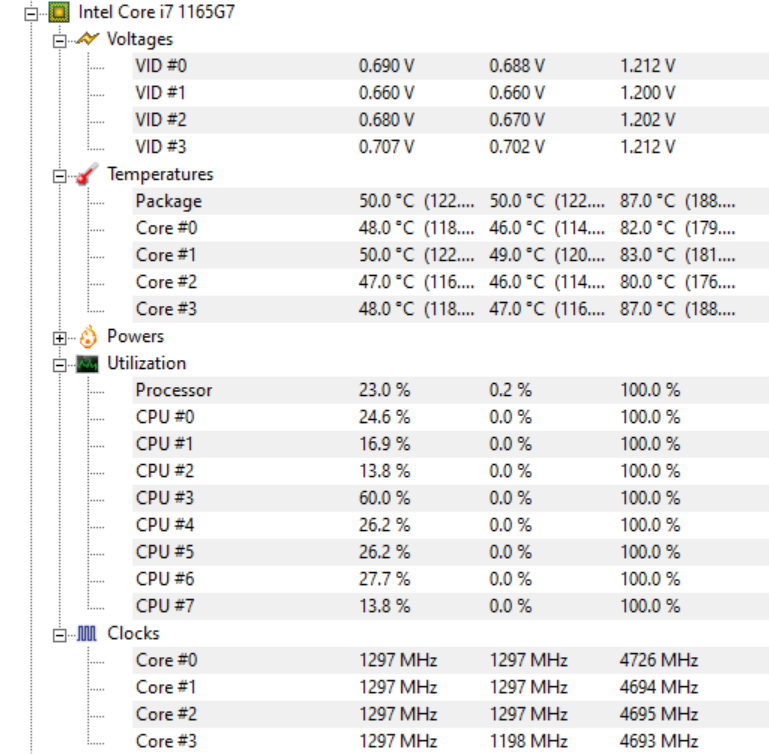 Intel Core i7 1165G7
Voltages
VID #0 0.690 V 0.688 V 1.212 V
VID #1 0.660 V 0.660 V 1.200 V
VID #2 0.680 V 0.670 V 1.202 V
VID #3 0.707 V 0.702 V 1.212 V
Temperatures
Package 50.0 °C (122.... 50.0 °C (122.... 87.0 °C (188....
Core #0 48.0 °C (118.... 46.0 °C (114.... 82.0 °C (179....
Core #1 50.0 °C (122.... 49.0 °C (120.... 83.0 °C (181....
Core #2 47.0 °C (116.... 46.0 °C (114.... 80.0 °C (176....
Core #3 48.0 °C (118.... 47.0 °C (116.... 87.0 °C (188....
Powers
Utilization
Processor 23.0 % 0.2 % 100.0 %
CPU #0 24.6 % 0.0 % 100.0 %
CPU #1 16.9 % 0.0 % 100.0 %
CPU #2 13.8 % 0.0 % 100.0 %
CPU #3 60.0 % 0.0 % 100.0 %
CPU #4 26.2 % 0.0 % 100.0 %
CPU #5 26.2 % 0.0 % 100.0 %
CPU #6 27.7 % 0.0 % 100.0 %
CPU #7 13.8 % 0.0 % 100.0 %
Clocks
Core #0 1297 MHz 1297 MHz 4726 MHz
Core #1 1297 MHz 1297 MHz 4694 MHz
Core #2 1297 MHz 1297 MHz 4695 MHz
Core #3 1297 MHz 1198 MHz 4693 MHz